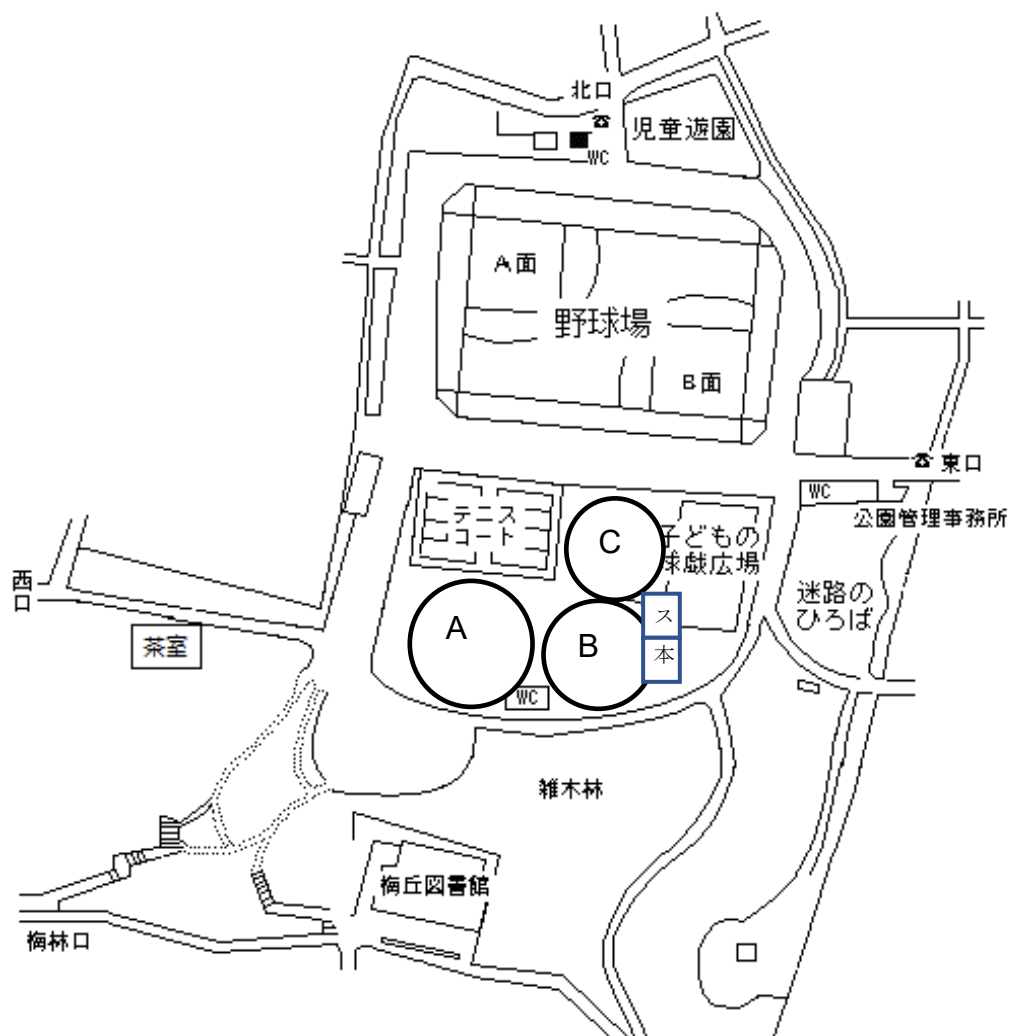 北口
児童遊園
WC
A面
野球場
B面
東口
WC
公園管理事務所
テニス
コート
C
子どもの
球戯広場
迷路の
ひろば
西
口
茶室
A
B
ス
本
WC
雑木林
梅丘図書館
梅林口